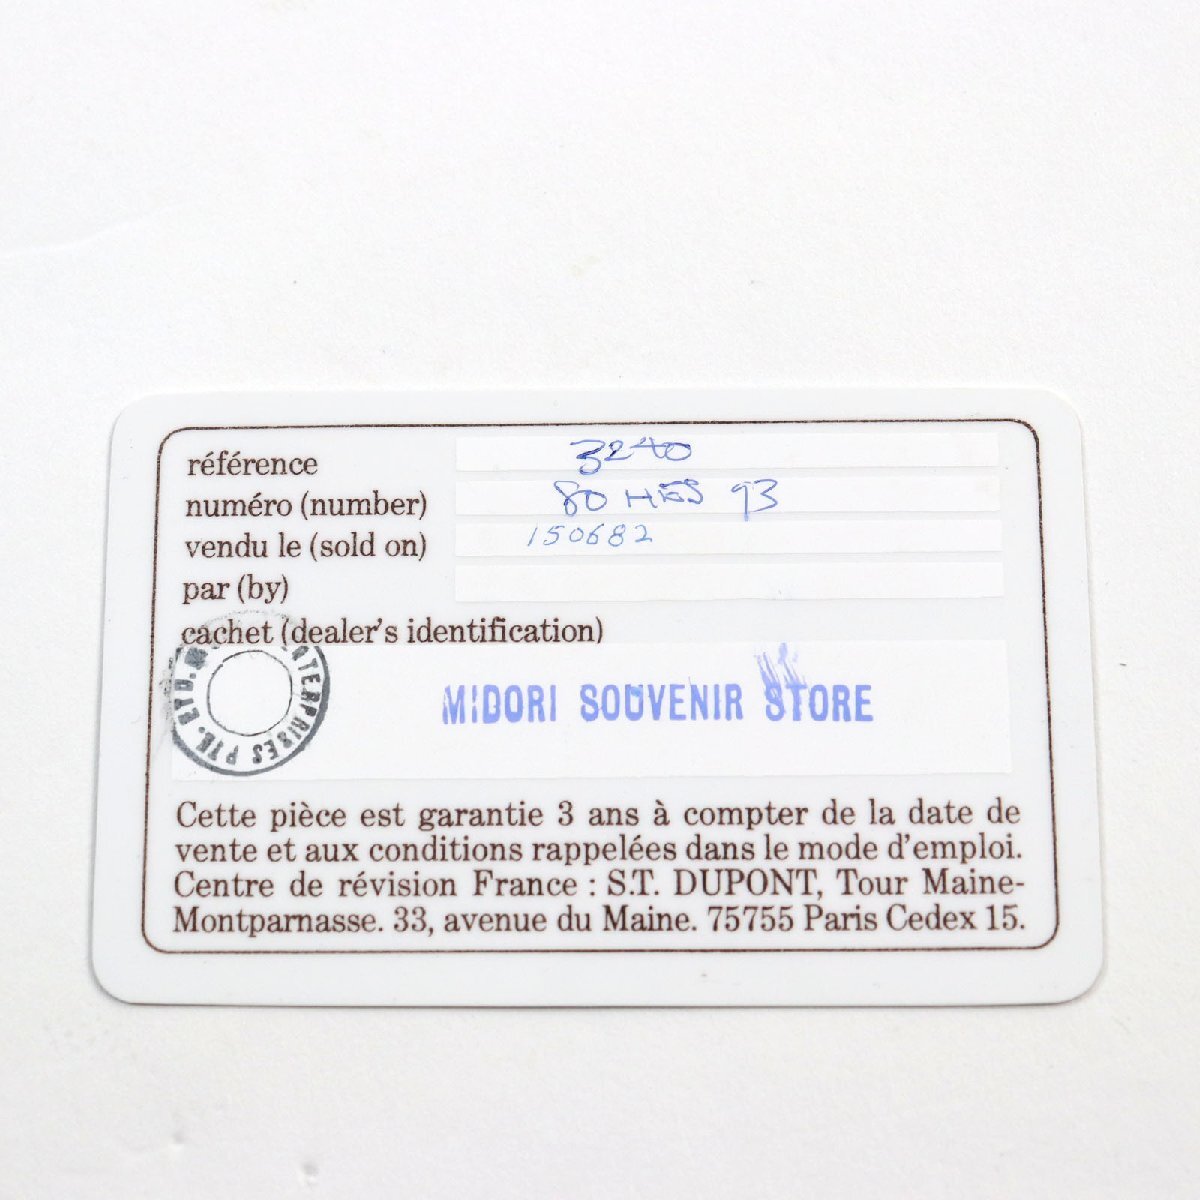 référence 3240
numéro (number) 80 HES 93
vendu le (sold on) 150682
par (by)
cachet (dealer's identification)
PTE. LTD.
MIDORI SOUVENIR STORE
Cette pièce est garantie 3 ans à compter de la date de
vente et aux conditions rappelées dans le mode d'emploi.
Centre de révision France : S.T. DUPONT, Tour Maine-
Montparnasse. 33, avenue du Maine. 75755 Paris Cedex 15.